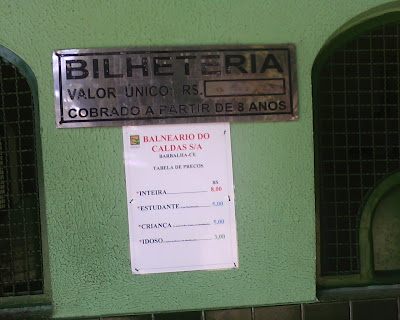 BILHETERIA
VALOR ÚNICO R$.
COBRADO A PARTIR DE 8 ANOS
BALNEARIO DO
CALDAS S/A
BARBALHA-CE
TABELA DE PREÇOS
R$
*INTEIRA 8,00
*ESTUDANTE 5,00
*CRIANÇA 5,00
*IDOSO 3,00